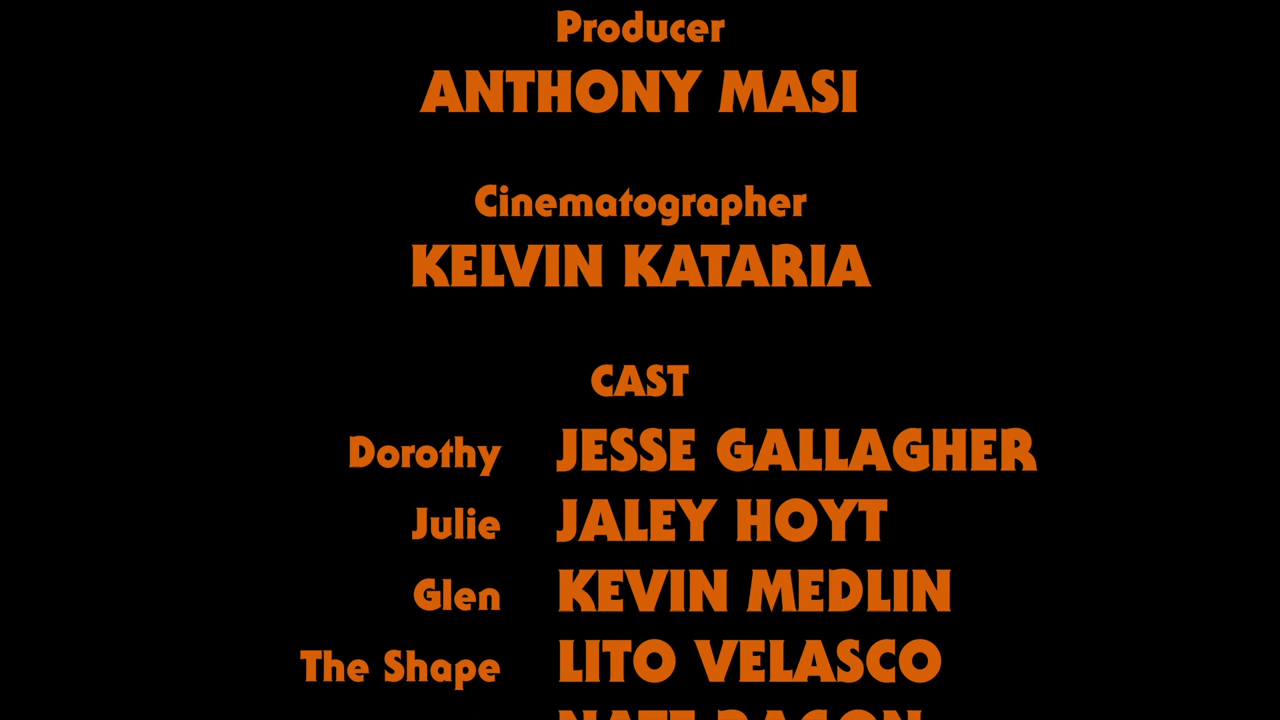 Producer
ANTHONY MASI
Cinematographer
KELVIN KATARIA
CAST
Dorothy JESSE GALLAGHER
Julie JALEY HOYT
Glen KEVIN MEDLIN
The Shape LITO VELASCO